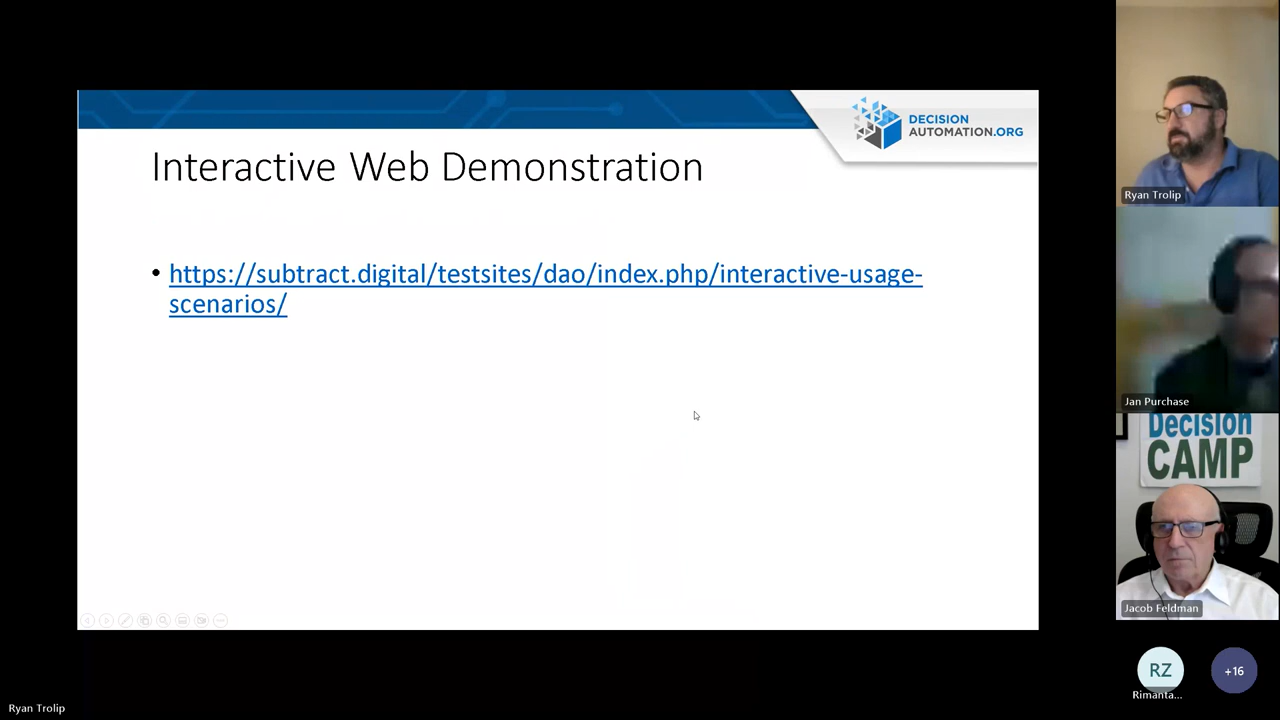 DECISION
AUTOMATION.ORG
Interactive Web Demonstration
• https://subtract.digital/testsites/dao/index.php/interactive-usage-
scenarios/
Ryan Trolip
Jan Purchase
Decision
CAMP
Jacob Feldman
RZ
+16
Rimanta...
Ryan Trolip